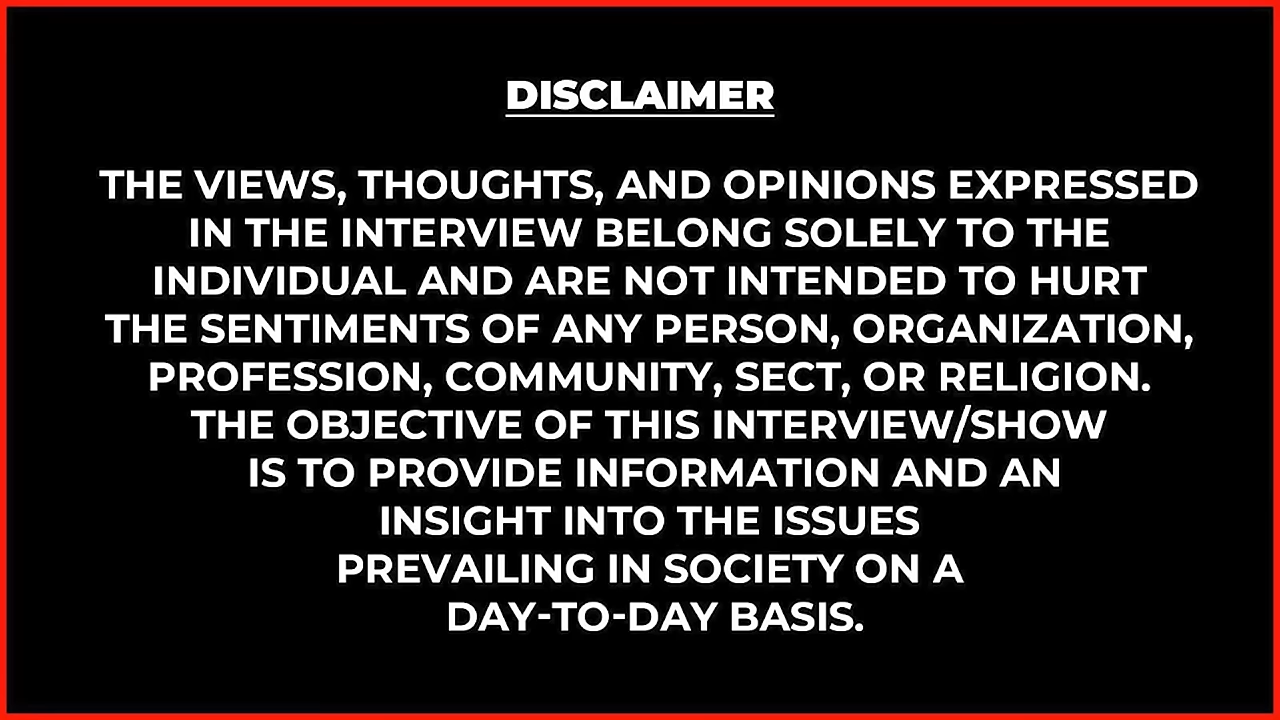 DISCLAIMER
THE VIEWS, THOUGHTS, AND OPINIONS EXPRESSED
IN THE INTERVIEW BELONG SOLELY TO THE
INDIVIDUAL AND ARE NOT INTENDED TO HURT
THE SENTIMENTS OF ANY PERSON, ORGANIZATION,
PROFESSION, COMMUNITY, SECT, OR RELIGION.
THE OBJECTIVE OF THIS INTERVIEW/SHOW
IS TO PROVIDE INFORMATION AND AN
INSIGHT INTO THE ISSUES
PREVAILING IN SOCIETY ON A
DAY-TO-DAY BASIS.